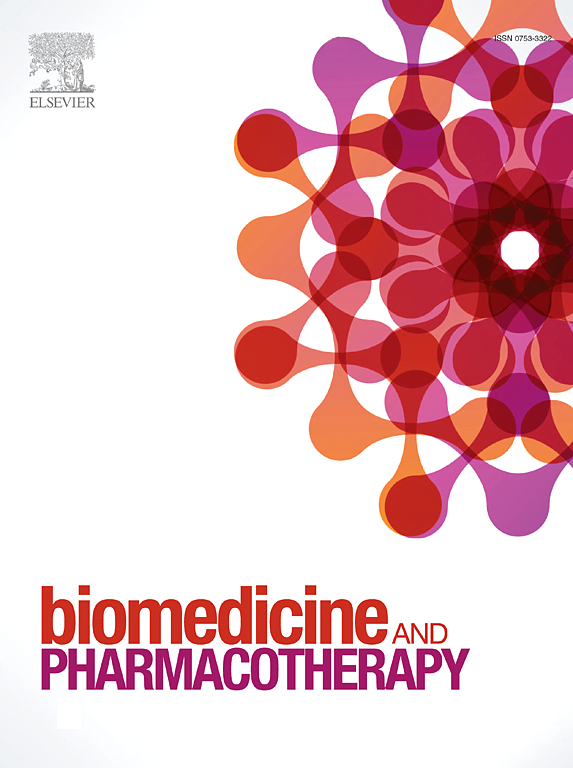 ISSN 0753-3322
ELSEVIER
biomedicine AND
PHARMACOTHERAPY